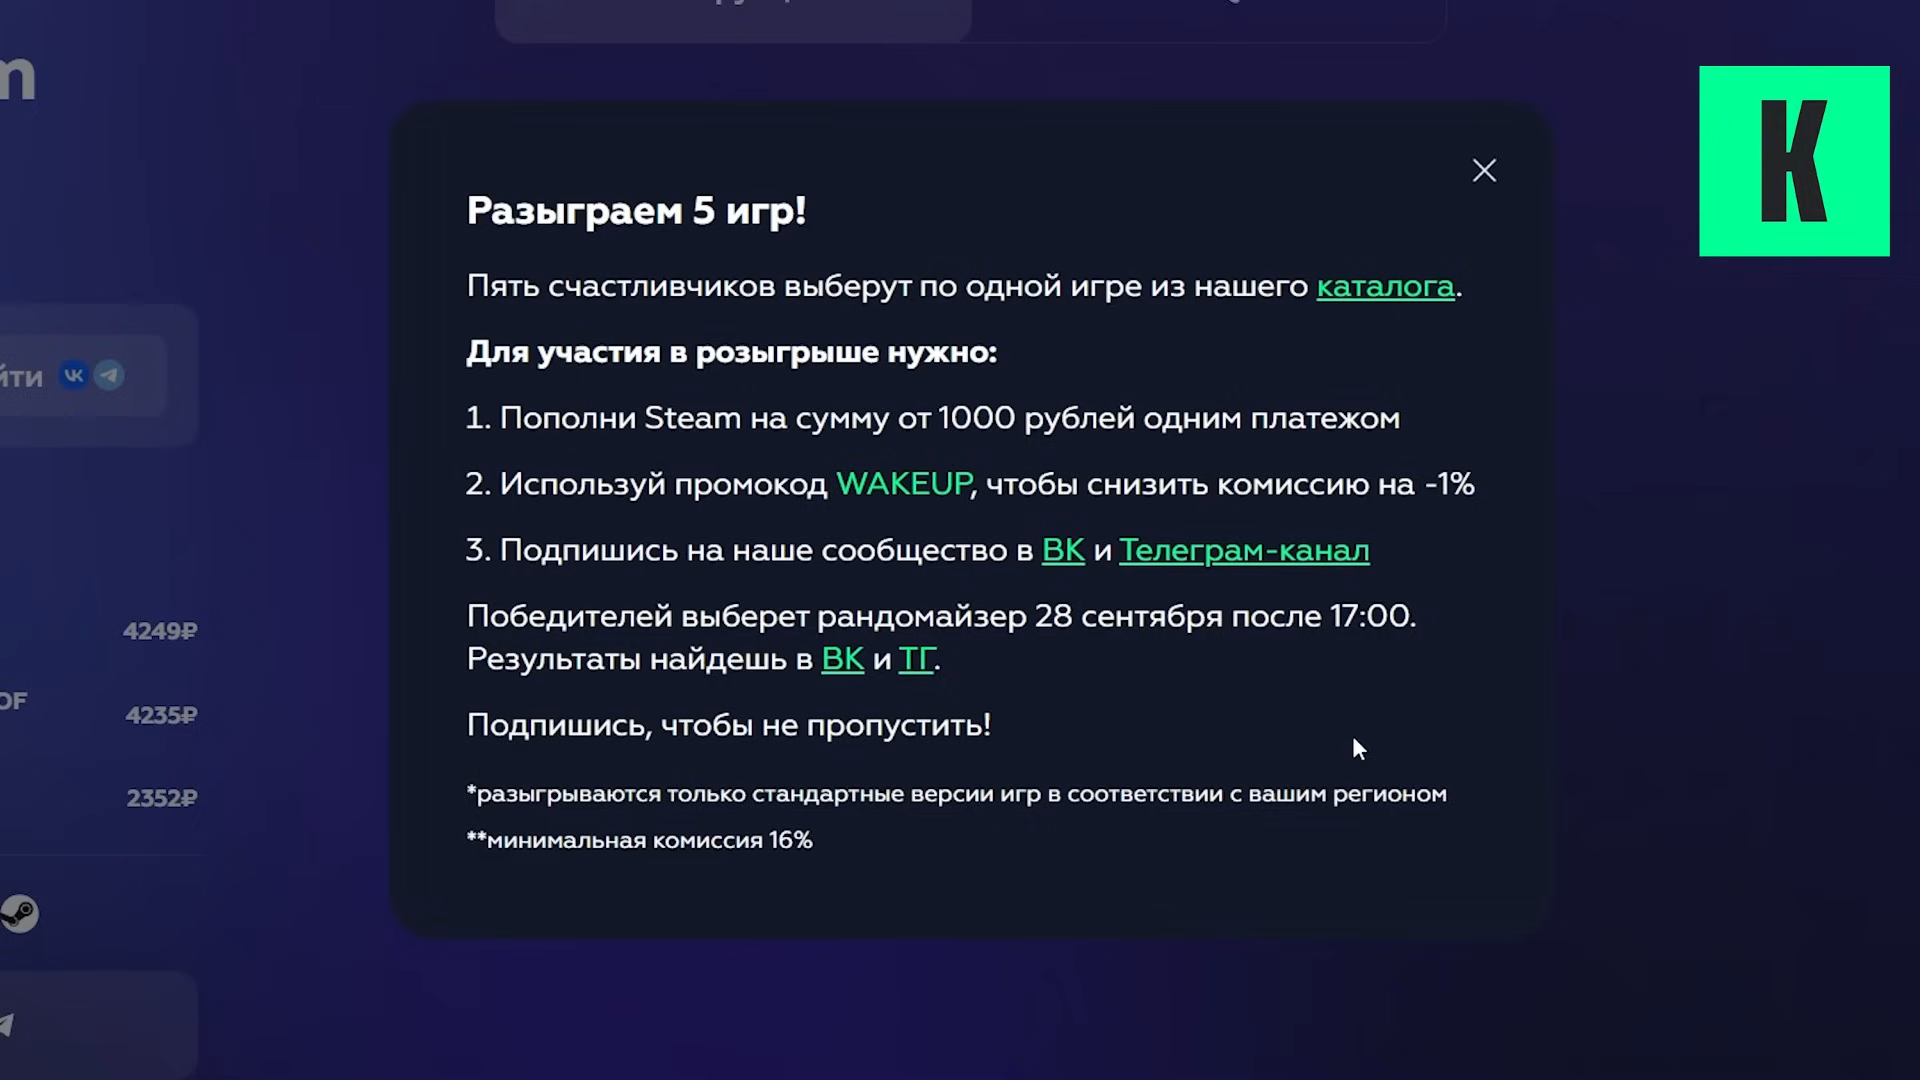 m
K
Разыграем 5 игр!
Пять счастливчиков выберут по одной игре из нашего каталога.
Для участия в розыгрыше нужно:
йти
1. Пополни Steam на сумму от 1000 рублей одним платежом
2. Используй промокод WAKEUP, чтобы снизить комиссию на -1%
3. Подпишись на наше сообщество в ВК и Телеграм-канал
Победителей выберет рандомайзер 28 сентября после 17:00.
4249₽
Результаты найдешь в ВК и ТГ.
OF
4235₽
Подпишись, чтобы не пропустить!
*разыгрываются только стандартные версии игр в соответствии с вашим регионом
2352₽
**минимальная комиссия 16%